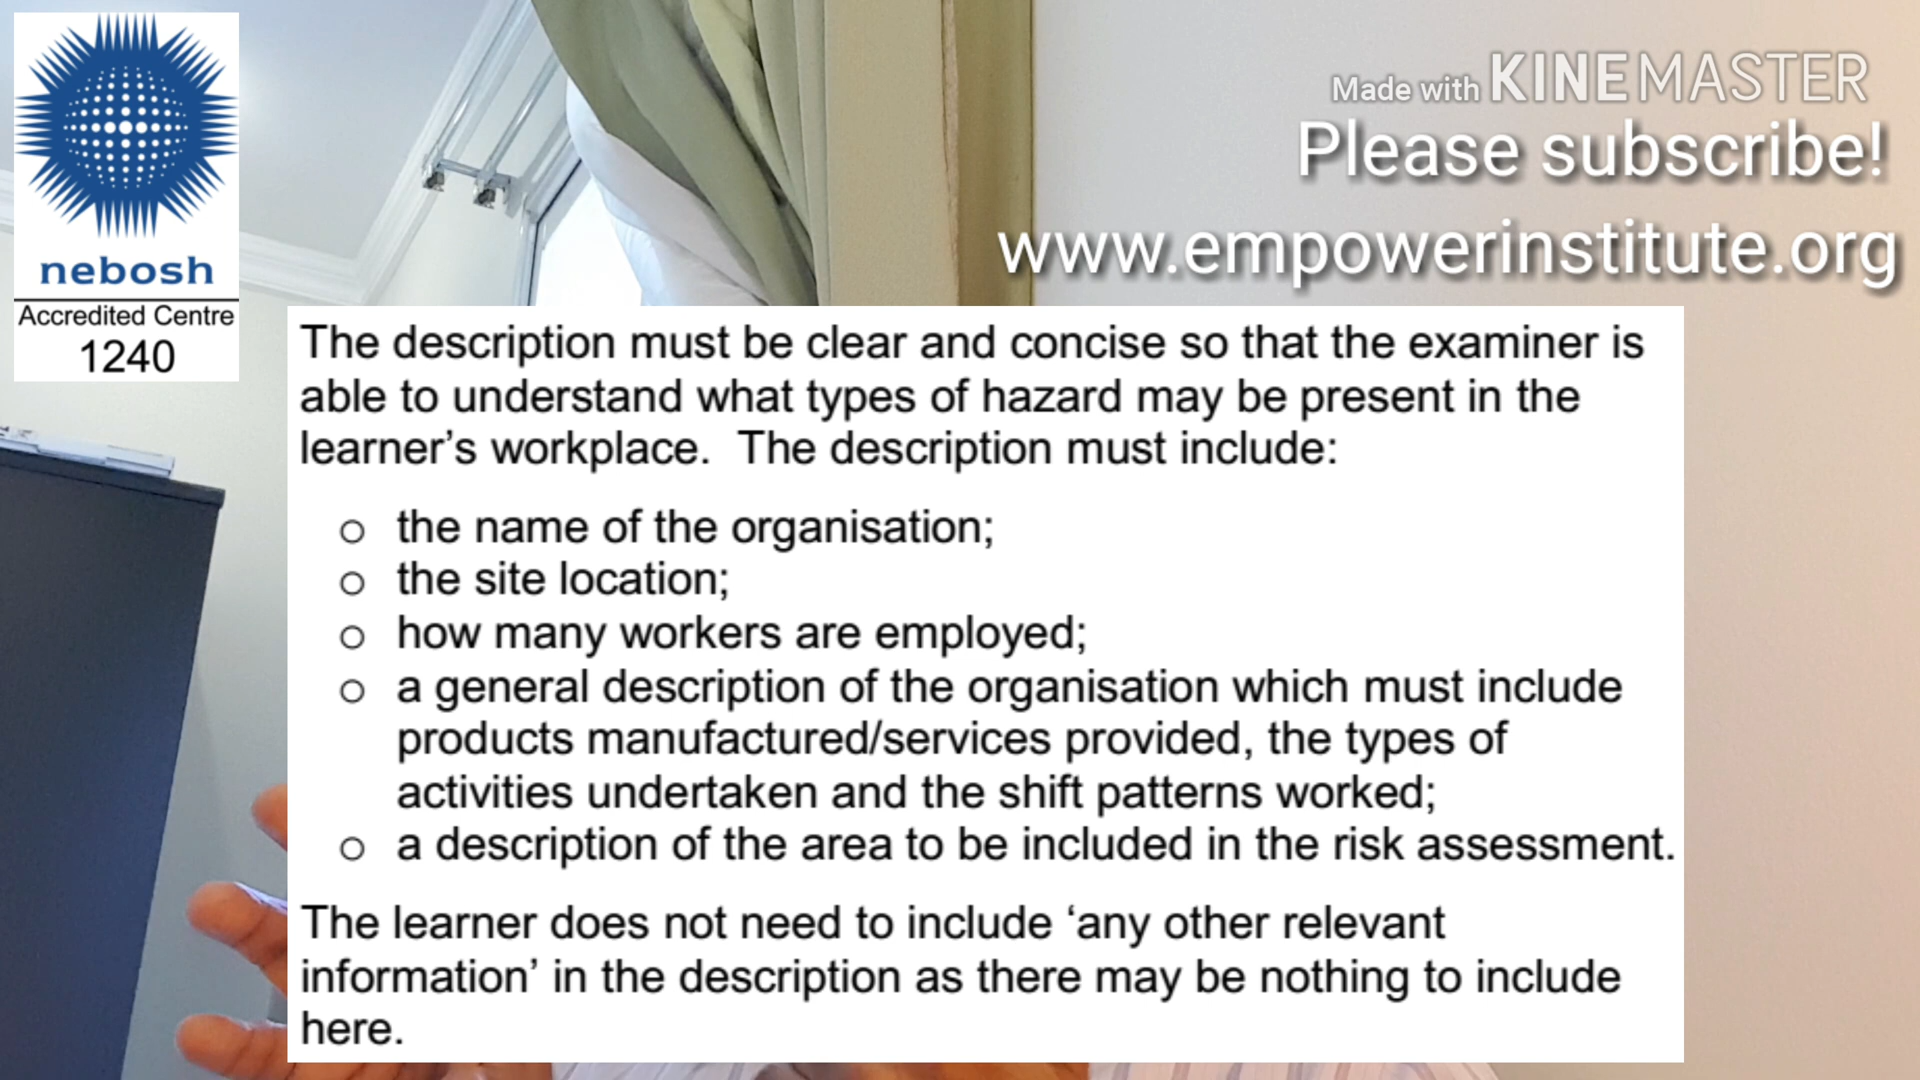 Made with KINEMASTER
Please subscribe!
www.empowerinstitute.org
nebosh
Accredited Centre
1240
The description must be clear and concise so that the examiner is
able to understand what types of hazard may be present in the
learner’s workplace.  The description must include:
o the name of the organisation;
o the site location;
o how many workers are employed;
o a general description of the organisation which must include
products manufactured/services provided, the types of
activities undertaken and the shift patterns worked;
o a description of the area to be included in the risk assessment.
The learner does not need to include ‘any other relevant
information’ in the description as there may be nothing to include
here.